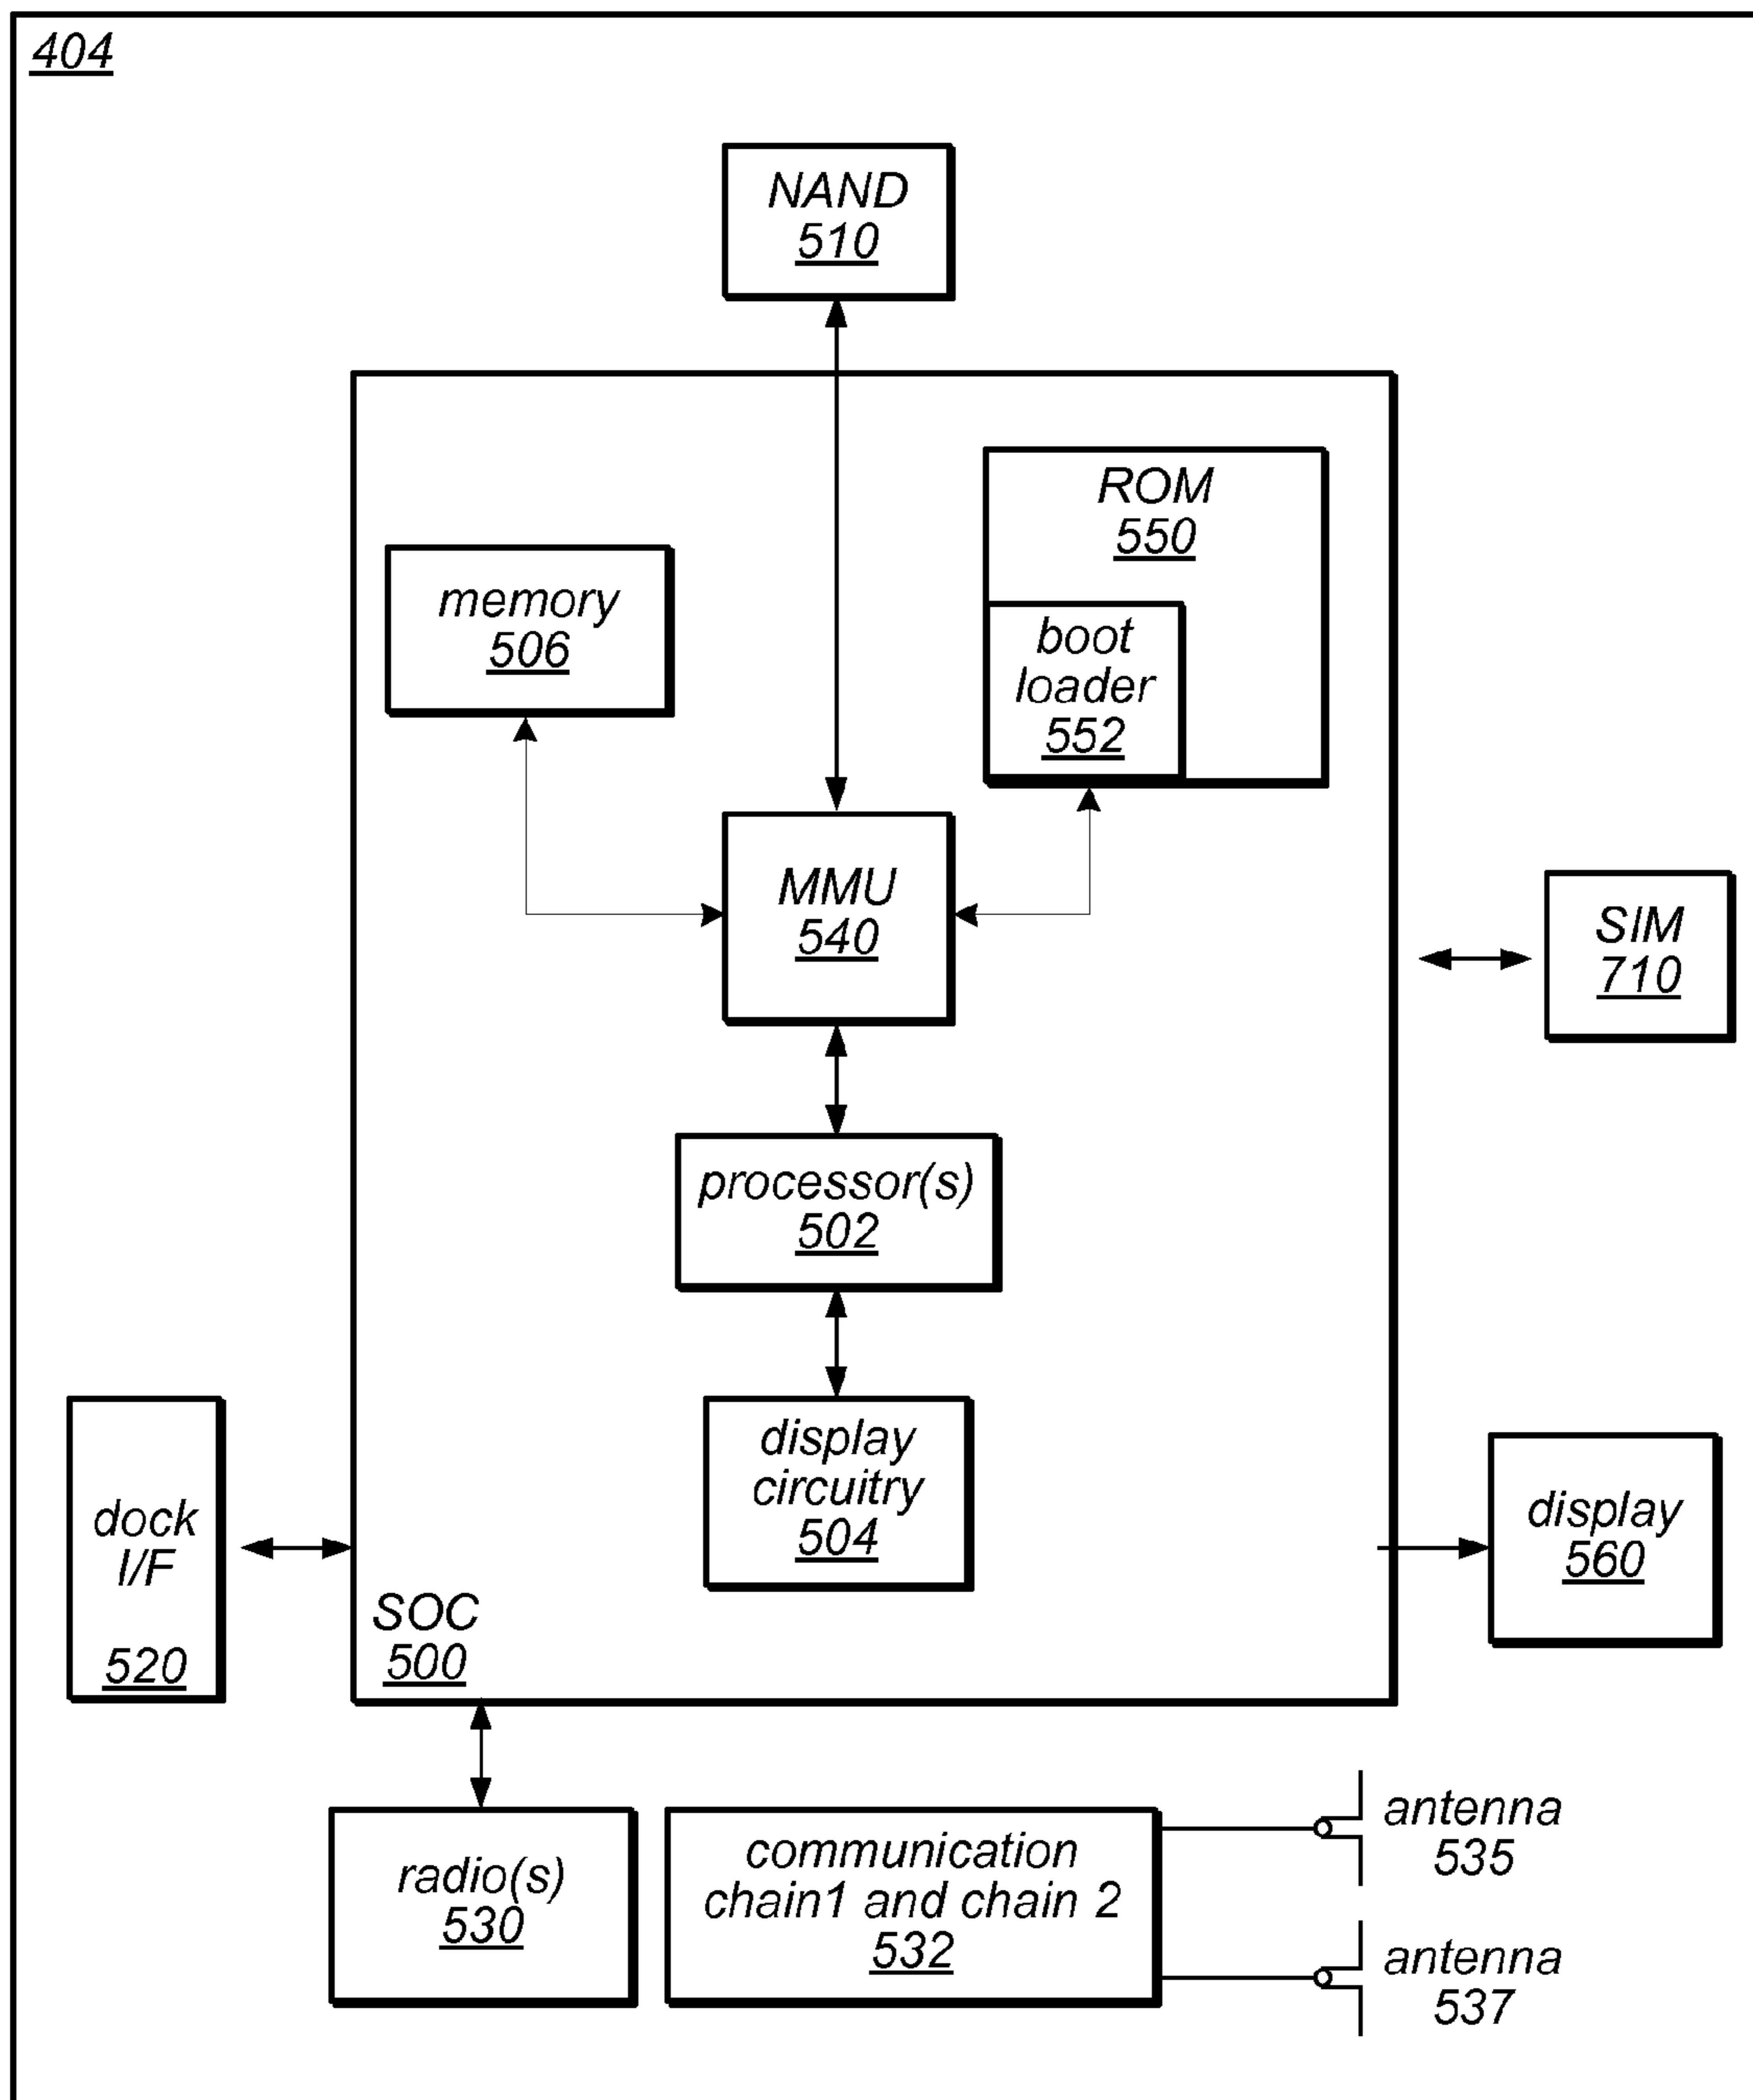 404
NAND
510
ROM
550
memory
506
boot
loader
552
MMU
540
SIM
710
processor(s)
502
display
circuitry
504
dock
I/F
520
display
560
SOC
500
radio(s)
530
communication
chain1 and chain 2
532
antenna
535
antenna
537